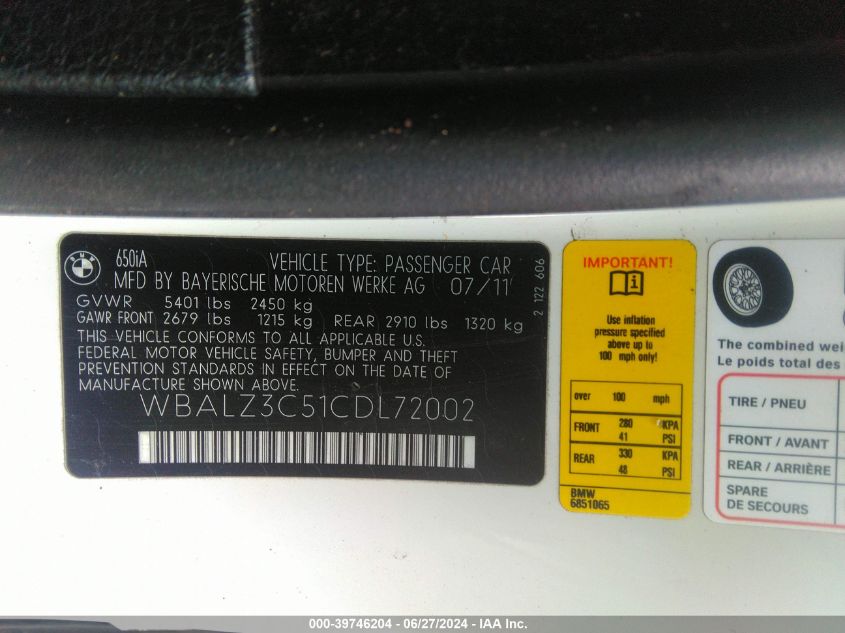 BMW
650iA
VEHICLE TYPE: PASSENGER CAR
MFD BY BAYERISCHE MOTOREN WERKE AG 07/11
GVWR 5401 lbs 2450 kg
GAWR FRONT 2679 lbs 1215 kg REAR 2910 lbs 1320 kg
THIS VEHICLE CONFORMS TO ALL APPLICABLE U.S.
FEDERAL MOTOR VEHICLE SAFETY, BUMPER AND THEFT
PREVENTION STANDARDS IN EFFECT ON THE DATE OF
MANUFACTURE SHOWN ABOVE.
WBALZ3C51CDL72002
2 122 606
IMPORTANT!
Use inflation
pressure specified
above up to
100 mph only!
over 100 mph
FRONT 280 KPA
41 PSI
REAR 330 KPA
48 PSI
BMW
6851065
The combined wei
Le poids total des
TIRE / PNEU
FRONT / AVANT
REAR / ARRIÈRE
SPARE
DE SECOURS
000-39746204 - 06/27/2024 - IAA Inc.